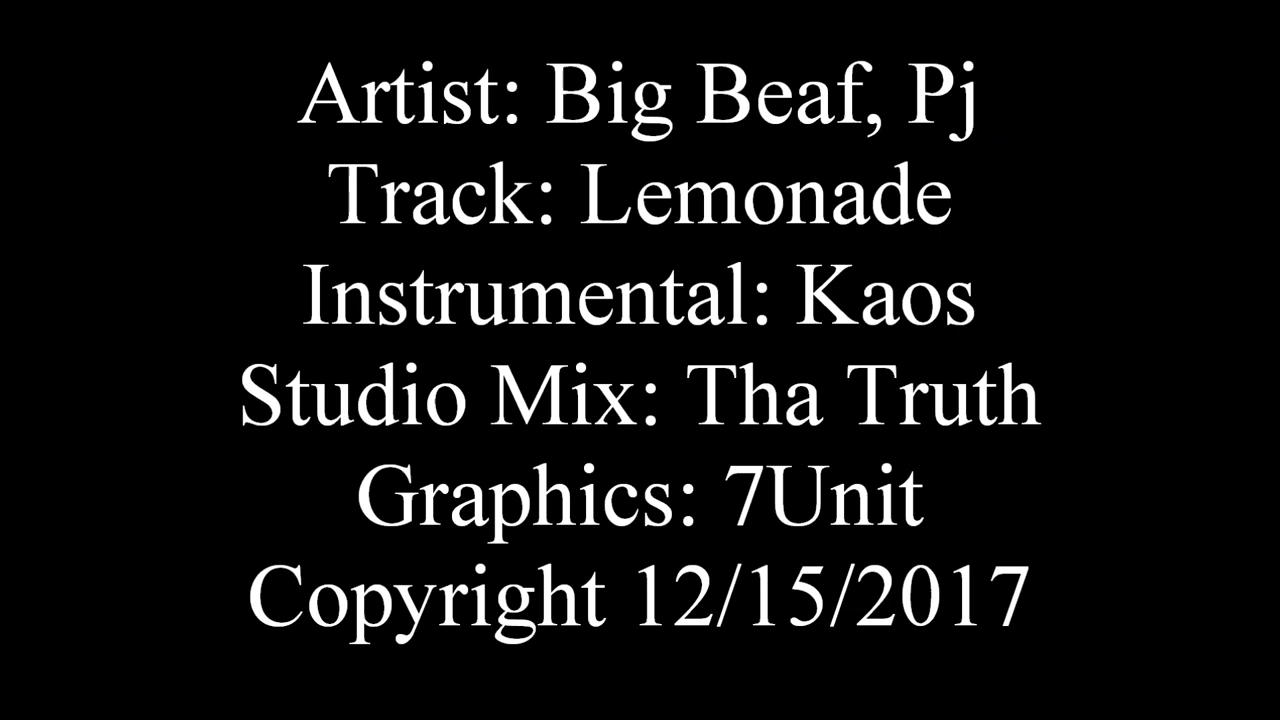 Artist: Big Beaf, Pj
Track: Lemonade
Instrumental: Kaos
Studio Mix: Tha Truth
Graphics: 7Unit
Copyright 12/15/2017